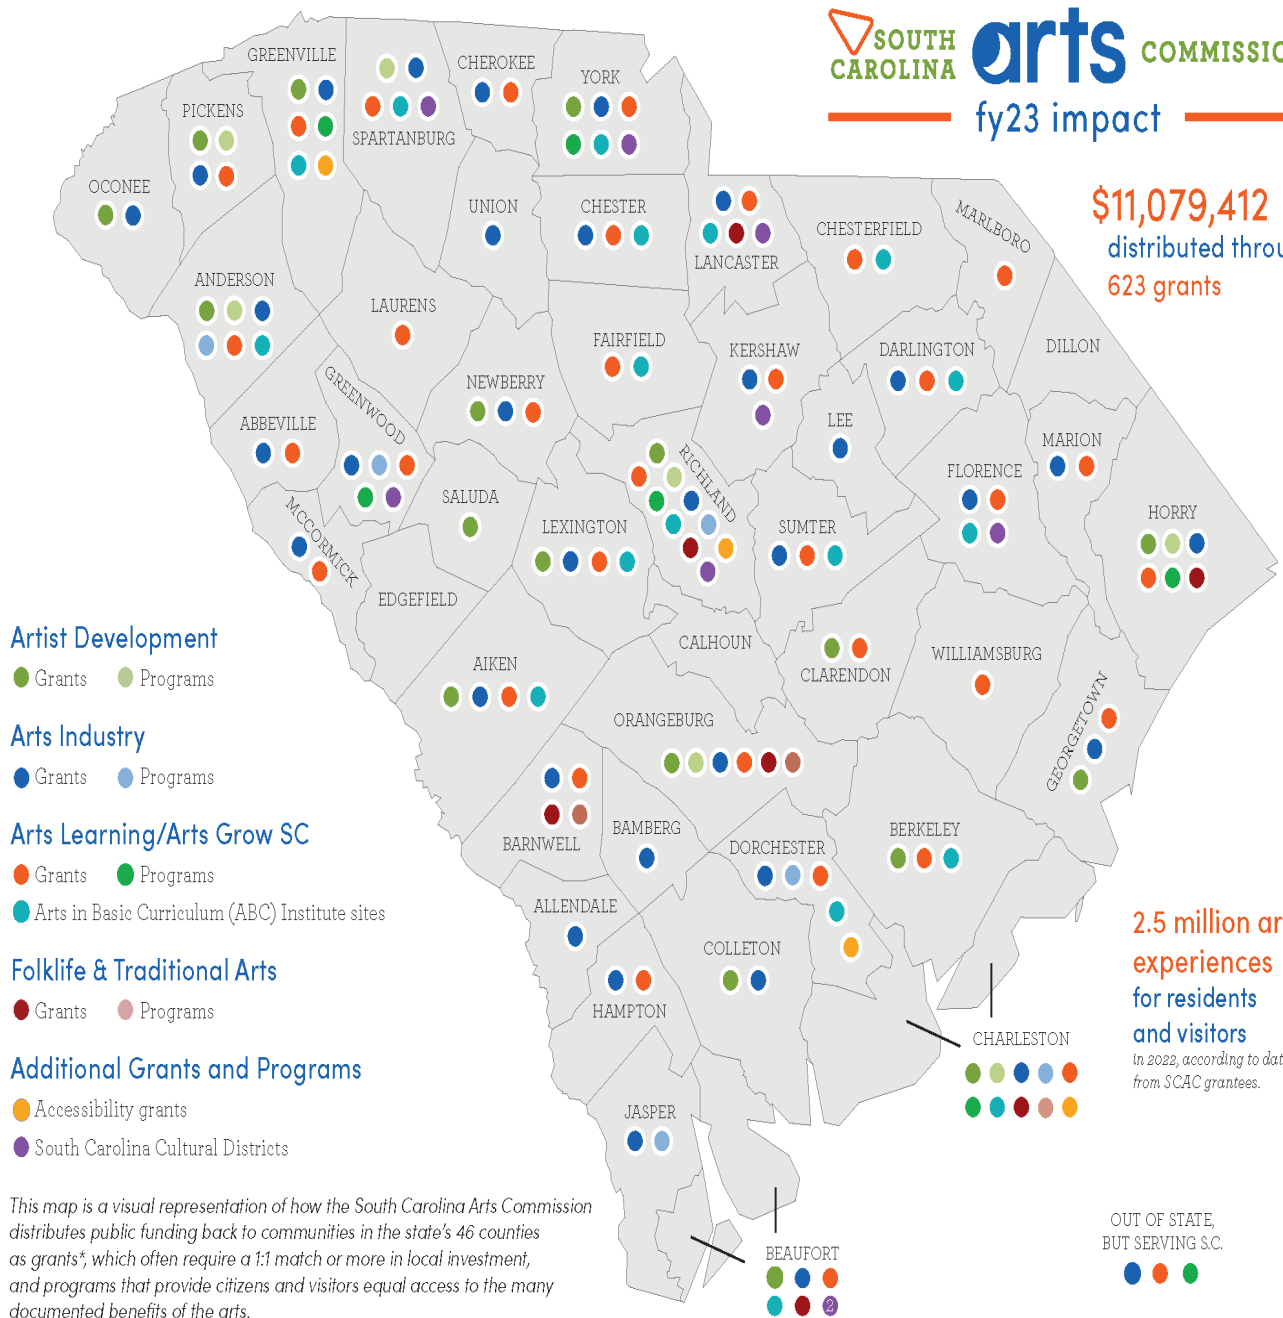 SOUTH
CAROLINA
arts
COMMISSIC
fy23 impact
$11,079,412
distributed throu
623 grants
GREENVILLE
CHEROKEE
YORK
PICKENS
SPARTANBURG
OCONEE
UNION
CHESTER
LANCASTER
CHESTERFIELD
MARLBORO
ANDERSON
LAURENS
FAIRFIELD
KERSHAW
DARLINGTON
DILLON
GREENWOOD
NEWBERRY
ABBEVILLE
LEE
MARION
RICHLAND
FLORENCE
MCCORMICK
SALUDA
LEXINGTON
SUMTER
HORRY
EDGEFIELD
CALHOUN
CLARENDON
WILLIAMSBURG
AIKEN
GEORGETOWN
ORANGEBURG
BARNWELL
BAMBERG
DORCHESTER
BERKELEY
ALLENDALE
COLLETON
HAMPTON
CHARLESTON
JASPER
BEAUFORT
2
Artist Development
Grants Programs
Arts Industry
Grants Programs
Arts Learning/Arts Grow SC
Grants Programs
Arts in Basic Curriculum (ABC) Institute sites
Folklife & Traditional Arts
Grants Programs
Additional Grants and Programs
Accessibility grants
South Carolina Cultural Districts
This map is a visual representation of how the South Carolina Arts Commission
distributes public funding back to communities in the state's 46 counties
as grants*, which often require a 1:1 match or more in local investment,
and programs that provide citizens and visitors equal access to the many
documented benefits of the arts.
2.5 million ar
experiences
for residents
and visitors
in 2022, according to dat
from SCAC grantees.
OUT OF STATE,
BUT SERVING S.C.